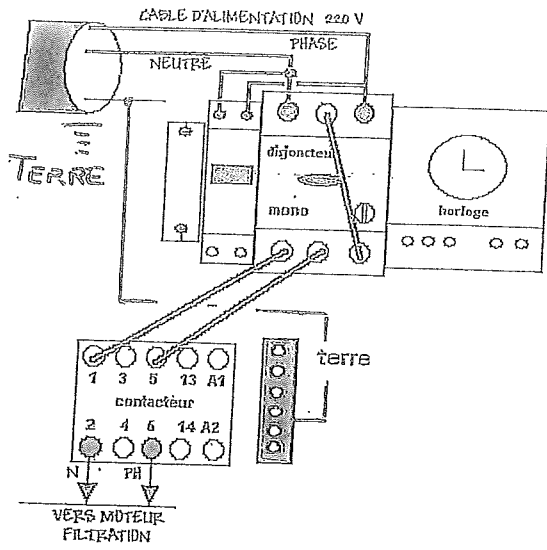 CABLE D'ALIMENTATION 220 V
PHASE
NEUTRE
TERRE
disjoncteur
mono
horloge
terre
1 3 5 13 A1
contacteur
2 4 6 14 A2
N PH
VERS MOTEUR
FILTRATION